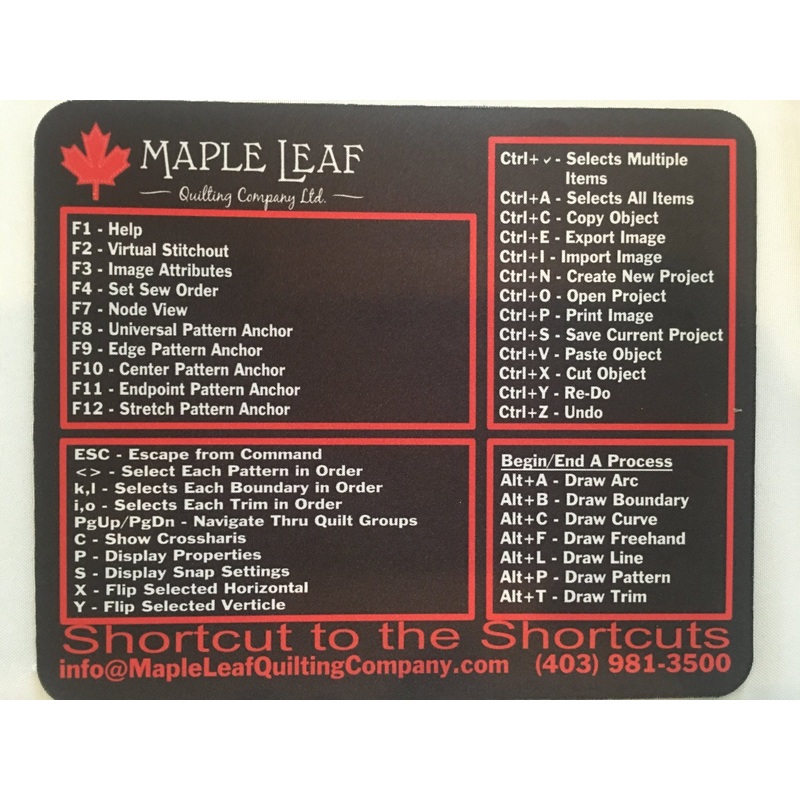 MAPLE LEAF
Quilting Company Ltd.
F1 - Help
F2 - Virtual Stitchout
F3 - Image Attributes
F4 - Set Sew Order
F7 - Node View
F8 - Universal Pattern Anchor
F9 - Edge Pattern Anchor
F10 - Center Pattern Anchor
F11 - Endpoint Pattern Anchor
F12 - Stretch Pattern Anchor
Ctrl+ ✓ - Selects Multiple
Items
Ctrl+A - Selects All Items
Ctrl+C - Copy Object
Ctrl+E - Export Image
Ctrl+I - Import Image
Ctrl+N - Create New Project
Ctrl+O - Open Project
Ctrl+P - Print Image
Ctrl+S - Save Current Project
Ctrl+V - Paste Object
Ctrl+X - Cut Object
Ctrl+Y - Re-Do
Ctrl+Z - Undo
ESC - Escape from Command
<> - Select Each Pattern in Order
k,l - Selects Each Boundary in Order
i,o - Selects Each Trim in Order
PgUp/PgDn - Navigate Thru Quilt Groups
C - Show Crossharis
P - Display Properties
S - Display Snap Settings
X - Flip Selected Horizontal
Y - Flip Selected Verticle
Begin/End A Process
Alt+A - Draw Arc
Alt+B - Draw Boundary
Alt+C - Draw Curve
Alt+F - Draw Freehand
Alt+L - Draw Line
Alt+P - Draw Pattern
Alt+T - Draw Trim
Shortcut to the Shortcuts
info@MapleLeafQuiltingCompany.com (403) 981-3500